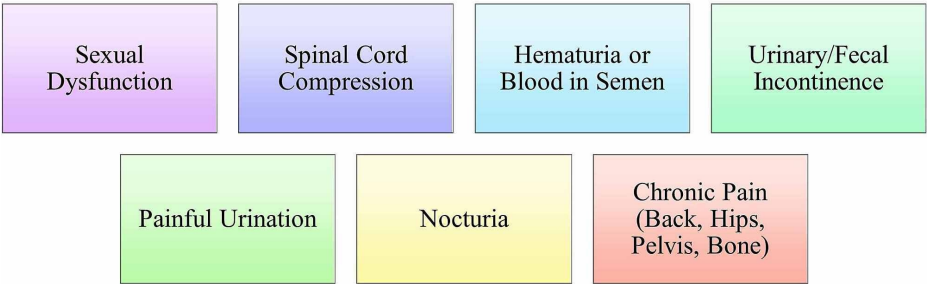 Sexual
Dysfunction
Spinal Cord
Compression
Hematuria or
Blood in Semen
Urinary/Fecal
Incontinence
Painful Urination
Nocturia
Chronic Pain
(Back, Hips,
Pelvis, Bone)